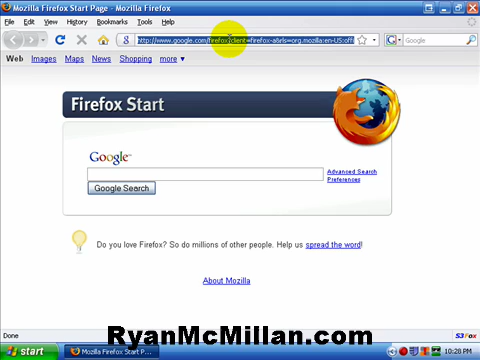 Mozilla Firefox Start Page - Mozilla Firefox
File Edit View History Bookmarks Tools Help
http://www.google.com/firefox?client=firefox-a&rls=org.mozilla:en-US:offi
Google
Web Images Maps News Shopping more
Firefox Start
Google
Advanced Search
Preferences
Google Search
Do you love Firefox? So do millions of other people. Help us spread the word!
About Mozilla
Done
S3Fox
RyanMcMillan.com
start
Mozilla Firefox Start P...
10:28 PM